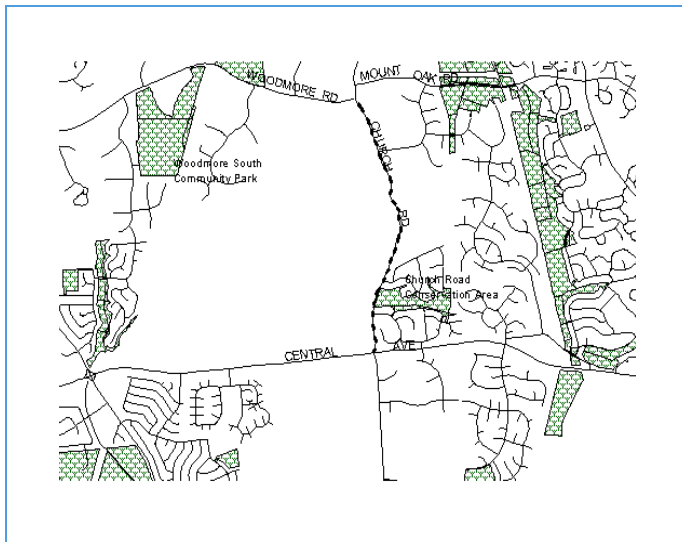 WOODMORE RD
MOUNT OAK RD
CHURCH RD
Woodmore South
Community Park
Church Road
Conservation Area
CENTRAL AVE